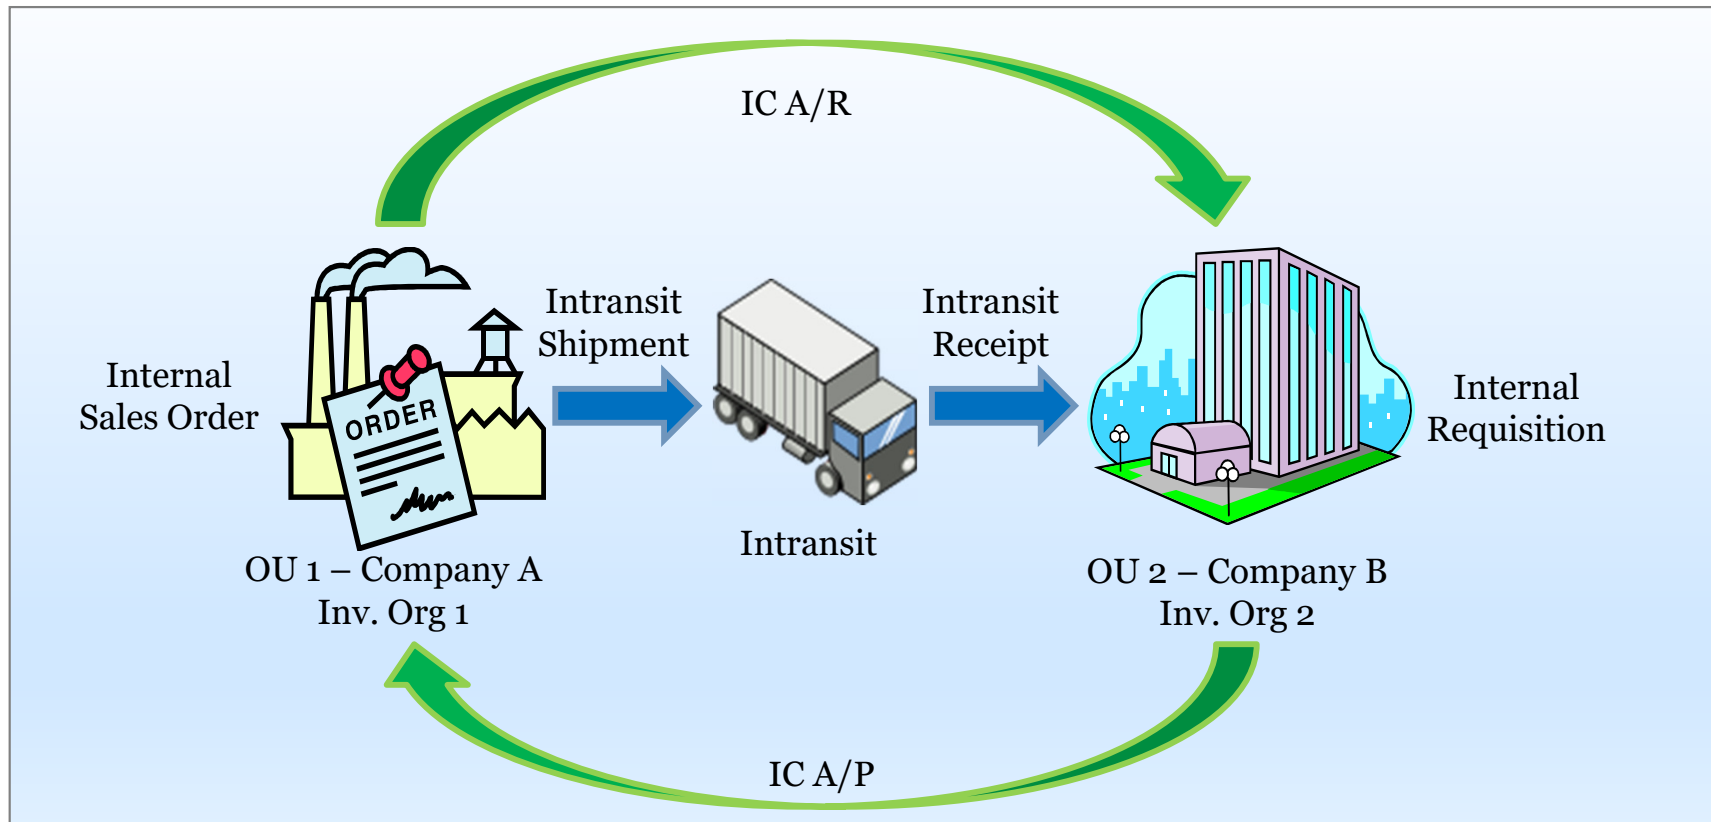 IC A/R
Intransit
Shipment
Intransit
Receipt
Internal
Sales Order
ORDER
Internal
Requisition
Intransit
OU 1 – Company A
Inv. Org 1
OU 2 – Company B
Inv. Org 2
IC A/P